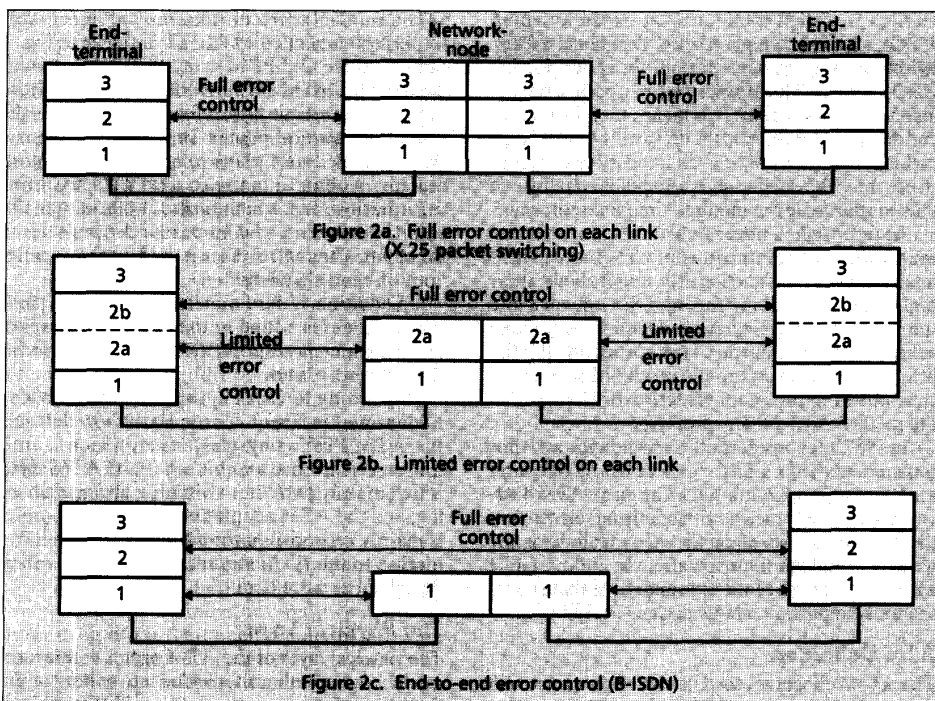 End-
terminal
Network-
node
End-
terminal
3
2
1
Full error
control
3 3
2 2
1 1
Full error
control
3
2
1
Figure 2a. Full error control on each link
(X.25 packet switching)
3
2b
2a
1
Full error control
Limited
error
control
2a 2a
1 1
Limited
error
control
3
2b
2a
1
Figure 2b. Limited error control on each link
3
2
1
Full error
control
1 1
3
2
1
Figure 2c. End-to-end error control (B-ISDN)